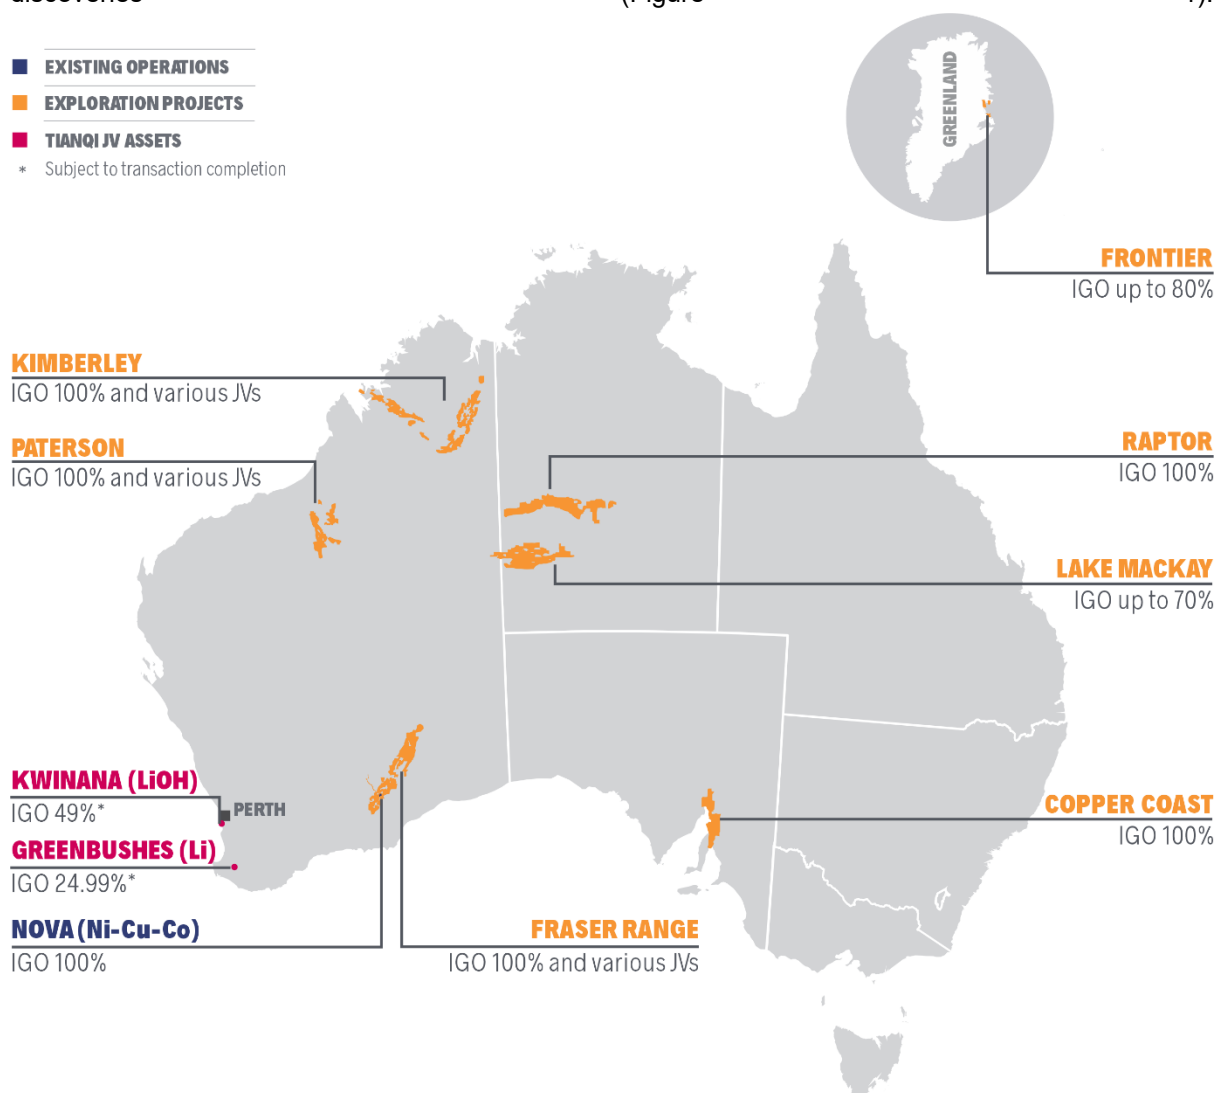 discoveries (Figure 1).
EXISTING OPERATIONS
EXPLORATION PROJECTS
TIANQI JV ASSETS
* Subject to transaction completion
GREENLAND
FRONTIER
IGO up to 80%
KIMBERLEY
IGO 100% and various JVs
PATERSON
IGO 100% and various JVs
RAPTOR
IGO 100%
LAKE MACKAY
IGO up to 70%
KWINANA (LiOH)
IGO 49%*
PERTH
GREENBUSHES (Li)
IGO 24.99%*
NOVA (Ni-Cu-Co)
IGO 100%
FRASER RANGE
IGO 100% and various JVs
COPPER COAST
IGO 100%